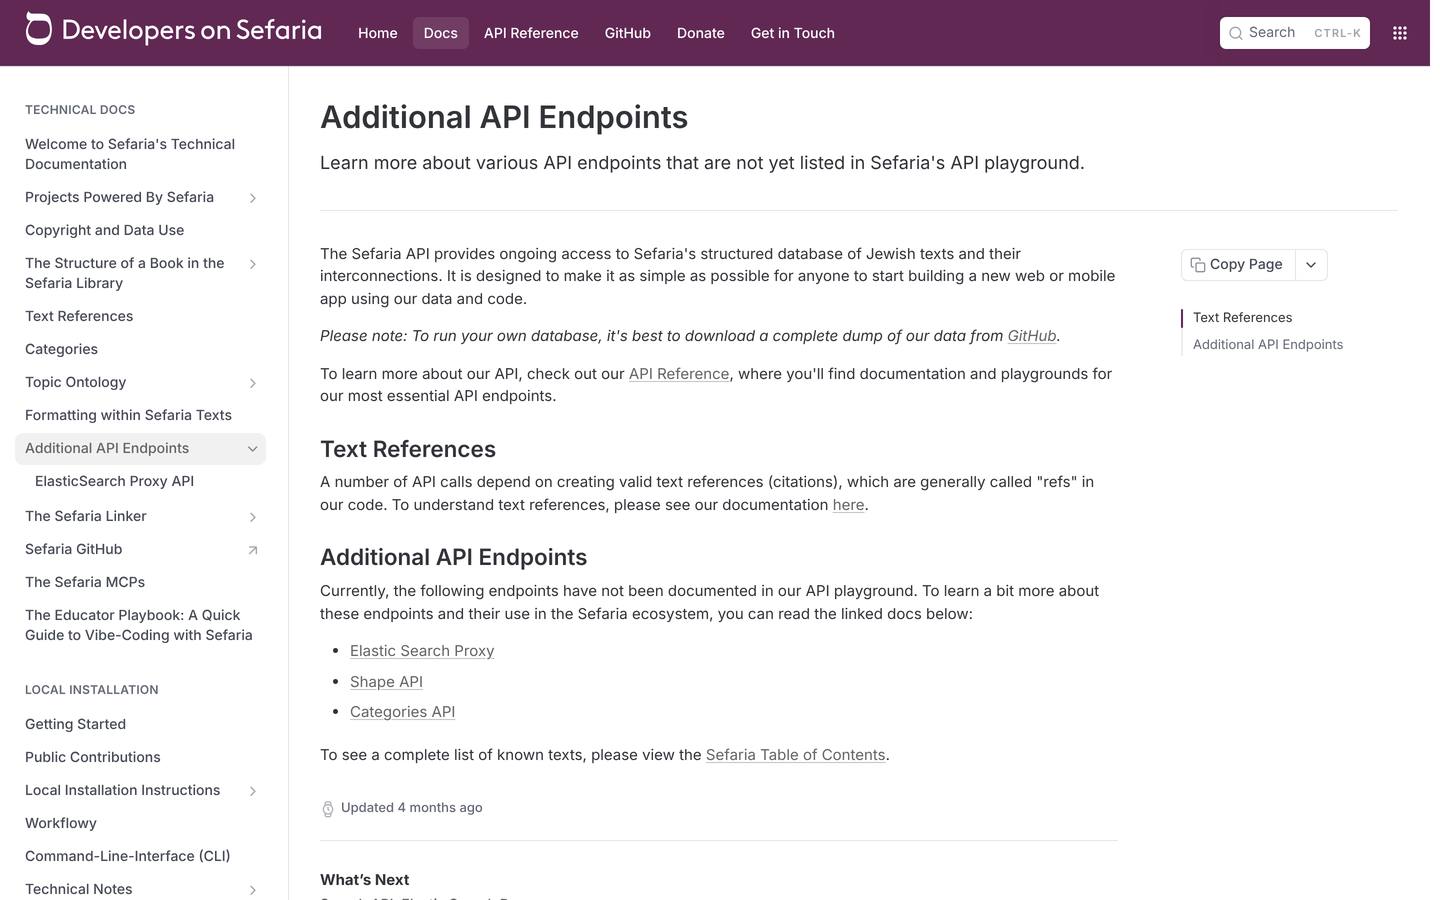 Developers on Sefaria
Home
Docs
API Reference
GitHub
Donate
Get in Touch
Search
CTRL-K
TECHNICAL DOCS
Welcome to Sefaria's Technical
Documentation
Projects Powered By Sefaria
Copyright and Data Use
The Structure of a Book in the
Sefaria Library
Text References
Categories
Topic Ontology
Formatting within Sefaria Texts
Additional API Endpoints
ElasticSearch Proxy API
The Sefaria Linker
Sefaria GitHub
The Sefaria MCPs
The Educator Playbook: A Quick
Guide to Vibe-Coding with Sefaria
LOCAL INSTALLATION
Getting Started
Public Contributions
Local Installation Instructions
Workflowy
Command-Line-Interface (CLI)
Technical Notes
Additional API Endpoints
Learn more about various API endpoints that are not yet listed in Sefaria's API playground.
The Sefaria API provides ongoing access to Sefaria's structured database of Jewish texts and their
interconnections. It is designed to make it as simple as possible for anyone to start building a new web or mobile
app using our data and code.
Please note: To run your own database, it's best to download a complete dump of our data from GitHub.
To learn more about our API, check out our API Reference, where you'll find documentation and playgrounds for
our most essential API endpoints.
Text References
A number of API calls depend on creating valid text references (citations), which are generally called "refs" in
our code. To understand text references, please see our documentation here.
Additional API Endpoints
Currently, the following endpoints have not been documented in our API playground. To learn a bit more about
these endpoints and their use in the Sefaria ecosystem, you can read the linked docs below:
• Elastic Search Proxy
• Shape API
• Categories API
To see a complete list of known texts, please view the Sefaria Table of Contents.
Updated 4 months ago
What's Next
Copy Page
Text References
Additional API Endpoints